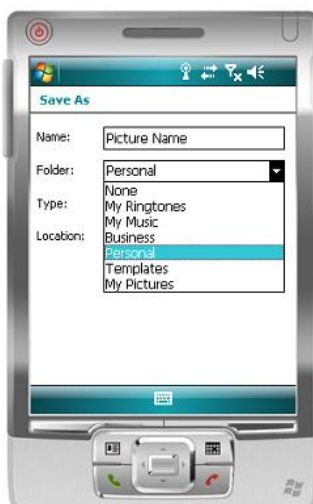 Save As
Name: Picture Name
Folder: Personal
None
My Ringtones
Type: My Music
Location: Business
Personal
Templates
My Pictures